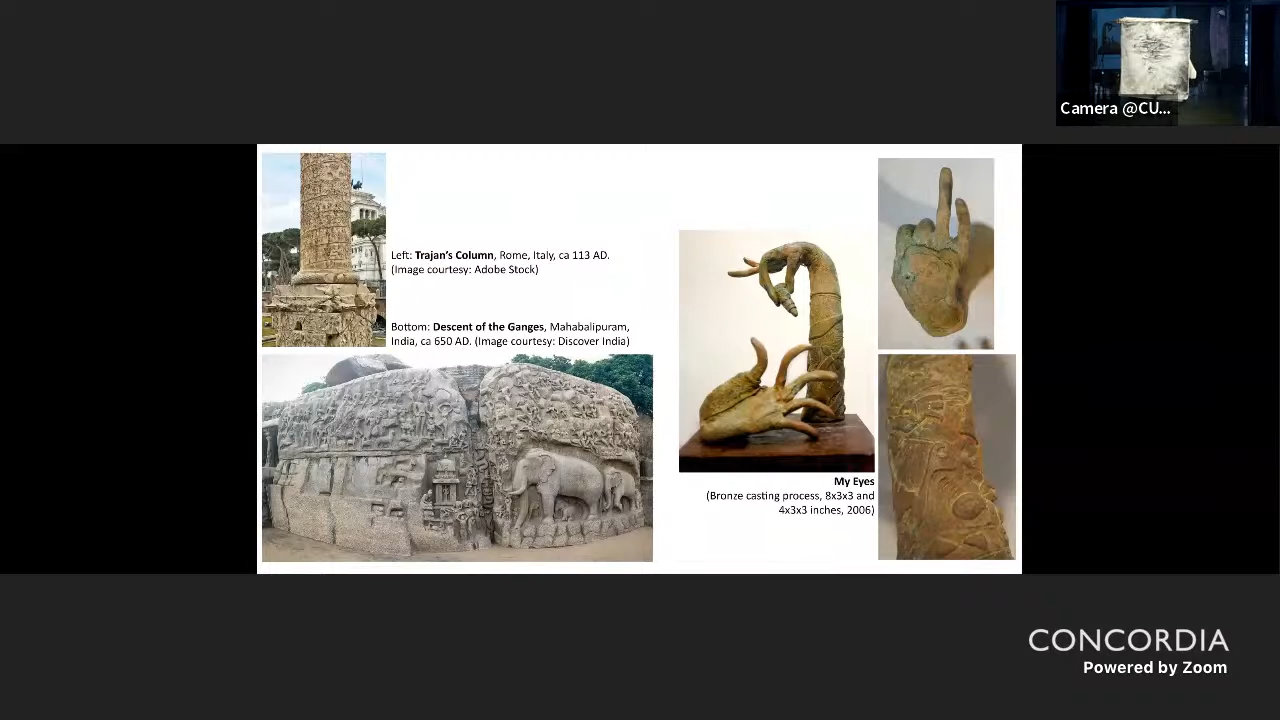 Camera @CU...
Left: Trajan's Column, Rome, Italy, ca 113 AD.
(Image courtesy: Adobe Stock)
Bottom: Descent of the Ganges, Mahabalipuram,
India, ca 650 AD. (Image courtesy: Discover India)
My Eyes
(Bronze casting process, 8x3x3 and
4x3x3 inches, 2006)
CONCORDIA
Powered by Zoom